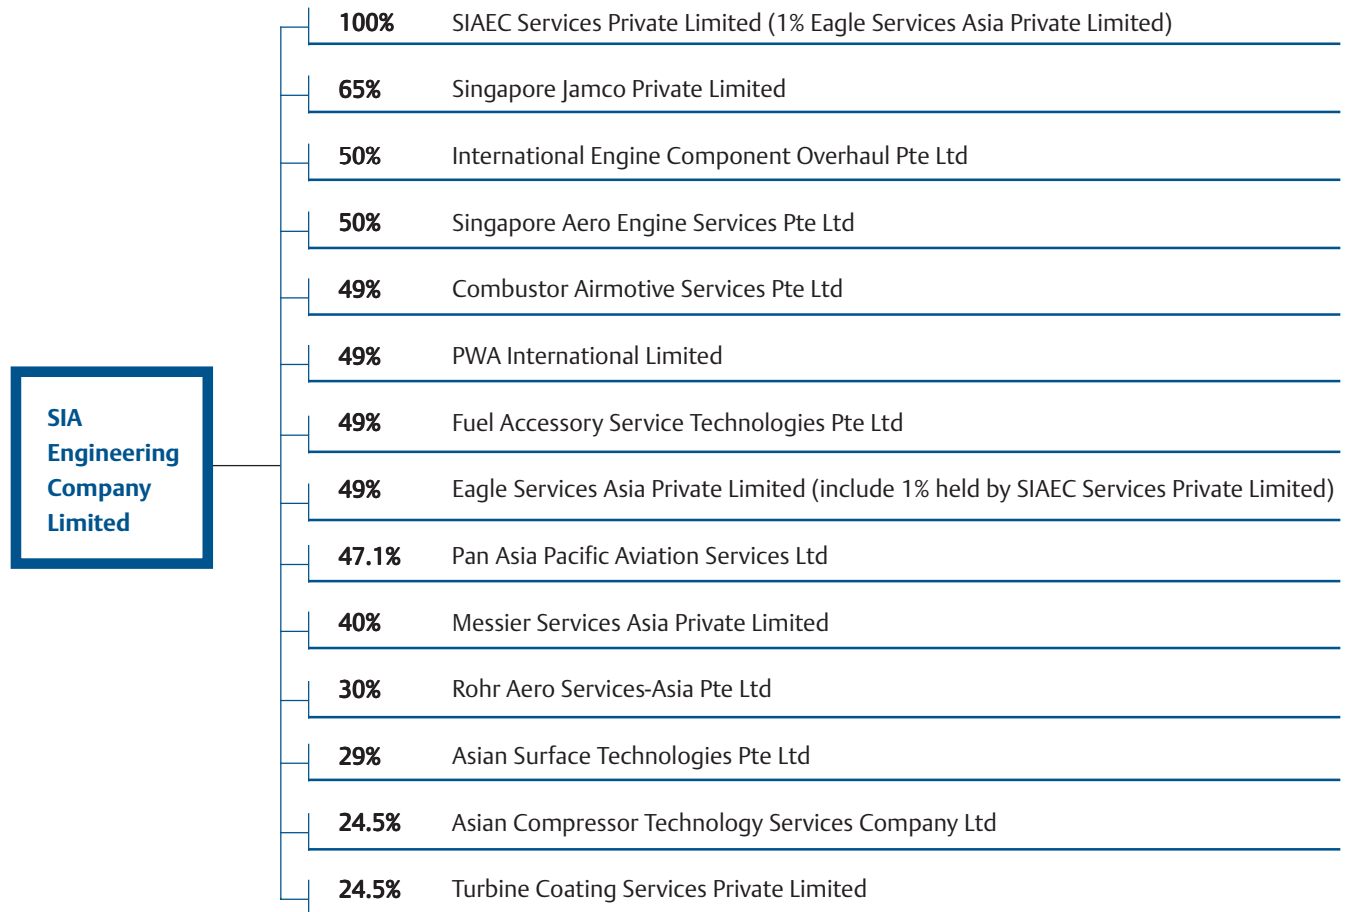 100% SIAEC Services Private Limited (1% Eagle Services Asia Private Limited)
65% Singapore Jamco Private Limited
50% International Engine Component Overhaul Pte Ltd
50% Singapore Aero Engine Services Pte Ltd
49% Combustor Airmotive Services Pte Ltd
49% PWA International Limited
49% Fuel Accessory Service Technologies Pte Ltd
49% Eagle Services Asia Private Limited (include 1% held by SIAEC Services Private Limited)
47.1% Pan Asia Pacific Aviation Services Ltd
40% Messier Services Asia Private Limited
30% Rohr Aero Services-Asia Pte Ltd
29% Asian Surface Technologies Pte Ltd
24.5% Asian Compressor Technology Services Company Ltd
24.5% Turbine Coating Services Private Limited
SIA
Engineering
Company
Limited